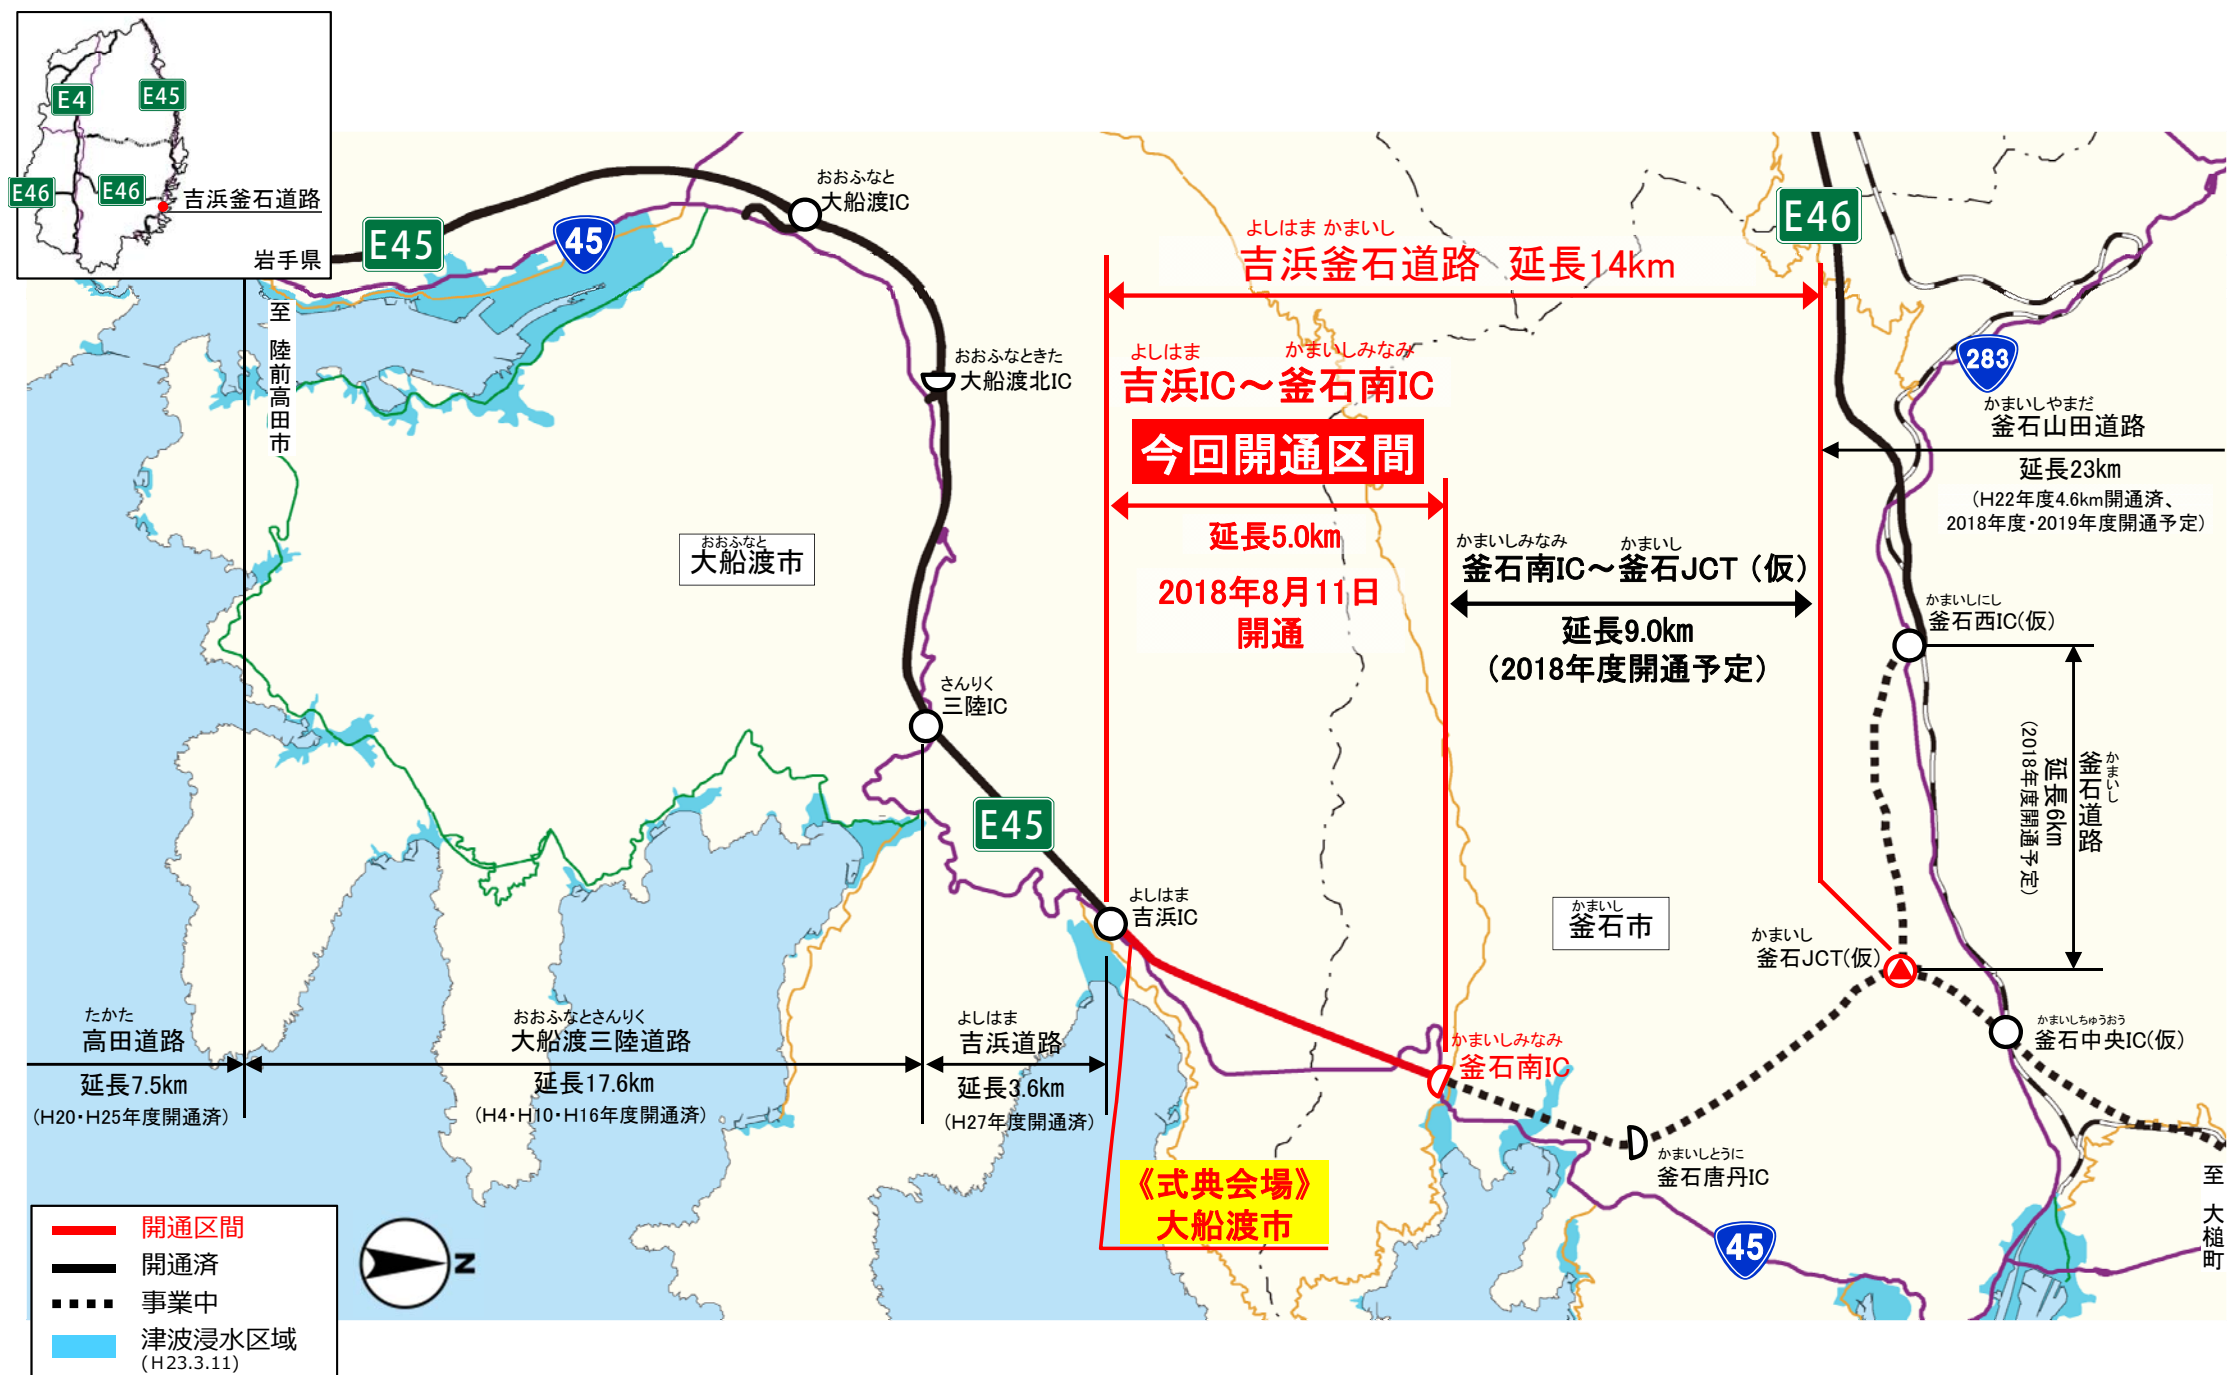 E4
E45
E46
E46
吉浜釜石道路
岩手県
E45
45
おおふなと
大船渡IC
おおふなときた
大船渡北IC
至 陸前高田市
おおふなと
大船渡市
さんりく
三陸IC
E45
よしはま
吉浜IC
よしはま かまいし
吉浜釜石道路 延長14km
よしはま かまいしみなみ
吉浜IC～釜石南IC
今回開通区間
延長5.0km
2018年8月11日
開通
かまいしみなみ かまいし
釜石南IC～釜石JCT（仮）
延長9.0km
（2018年度開通予定）
E46
283
かまいしやまだ
釜石山田道路
延長23km
（H22年度4.6km開通済、
2018年度・2019年度開通予定）
かまいしにし
釜石西IC(仮)
かまいし
釜石道路
延長6km
（2018年度開通予定）
かまいし
釜石市
かまいし
釜石JCT(仮)
かまいしちゅうおう
釜石中央IC(仮)
かまいしみなみ
釜石南IC
かまいしとうに
釜石唐丹IC
45
至 大槌町
たかた
高田道路
延長7.5km
（H20・H25年度開通済）
おおふなとさんりく
大船渡三陸道路
延長17.6km
（H4・H10・H16年度開通済）
よしはま
吉浜道路
延長3.6km
（H27年度開通済）
《式典会場》
大船渡市
開通区間
開通済
事業中
津波浸水区域
(H23.3.11)
N